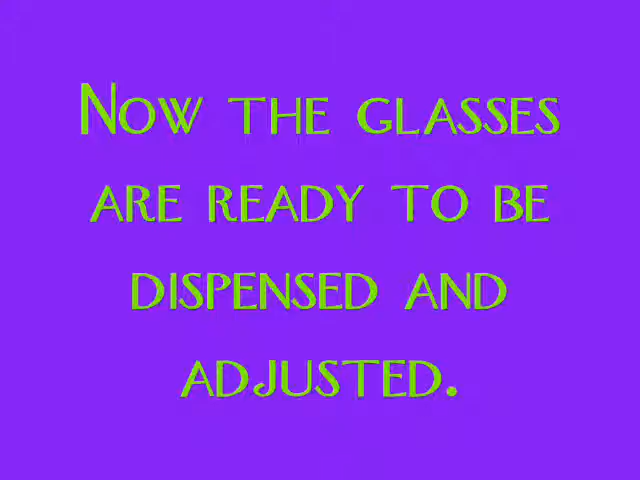 Now the glasses
are ready to be
dispensed and
adjusted.